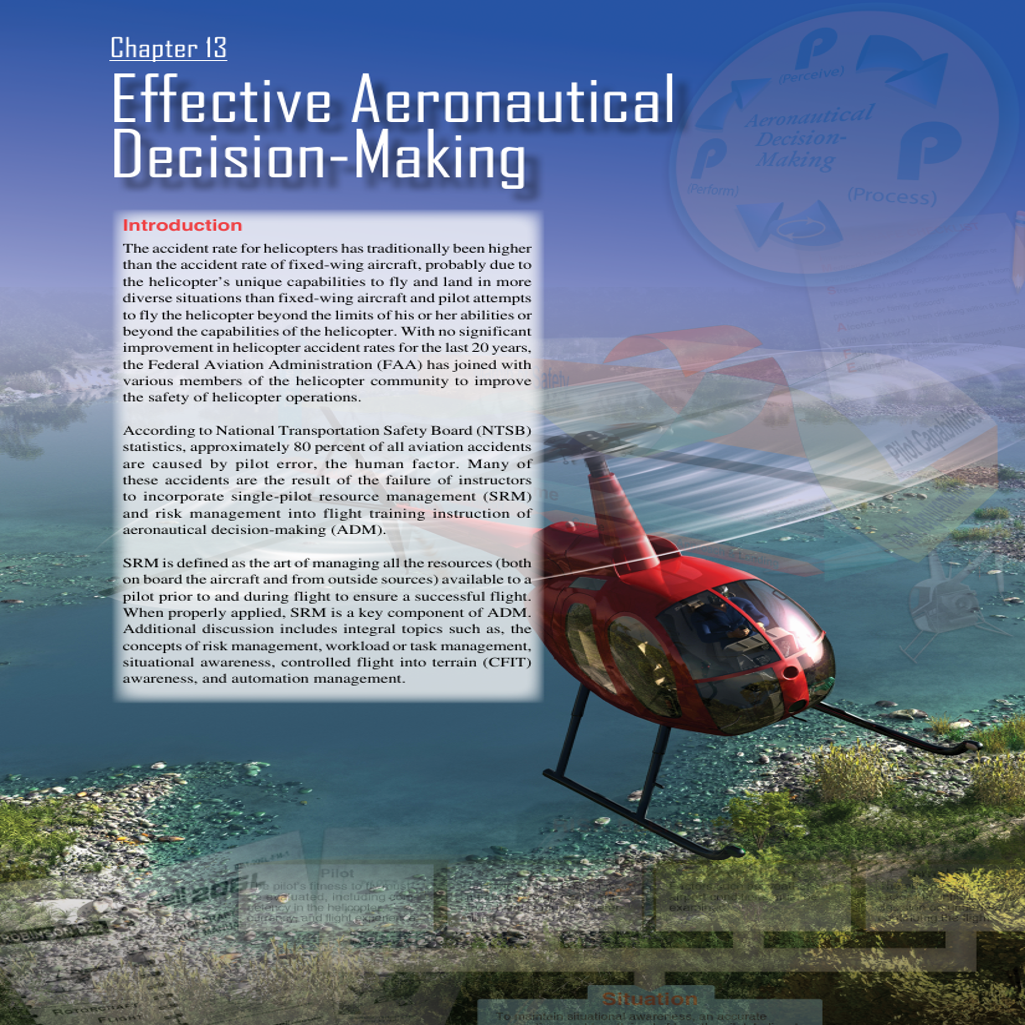 Chapter 13
Effective Aeronautical
Decision-Making
(Perceive)
Aeronautical
Decision-
Making
(Perform)
(Process)
Introduction
The accident rate for helicopters has traditionally been higher
than the accident rate of fixed-wing aircraft, probably due to
the helicopter's unique capabilities to fly and land in more
diverse situations than fixed-wing aircraft and pilot attempts
to fly the helicopter beyond the limits of his or her abilities or
beyond the capabilities of the helicopter. With no significant
improvement in helicopter accident rates for the last 20 years,
the Federal Aviation Administration (FAA) has joined with
various members of the helicopter community to improve
the safety of helicopter operations.
According to National Transportation Safety Board (NTSB)
statistics, approximately 80 percent of all aviation accidents
are caused by pilot error, the human factor. Many of
these accidents are the result of the failure of instructors
to incorporate single-pilot resource management (SRM)
and risk management into flight training instruction of
aeronautical decision-making (ADM).
SRM is defined as the art of managing all the resources (both
on board the aircraft and from outside sources) available to a
pilot prior to and during flight to ensure a successful flight.
When properly applied, SRM is a key component of ADM.
Additional discussion includes integral topics such as, the
concepts of risk management, workload or task management,
situational awareness, controlled flight into terrain (CFIT)
awareness, and automation management.
Pilot Capabilities
Pilot
Rotorcraft
Flight
Situation
To maintain situational awareness, an accurate